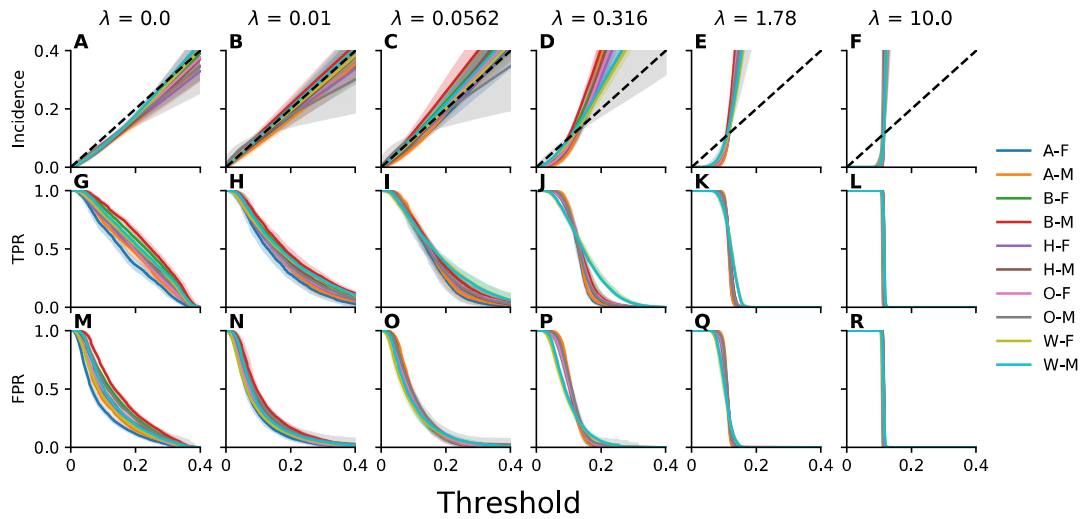 λ = 0.0 λ = 0.01 λ = 0.0562 λ = 0.316 λ = 1.78 λ = 10.0
A B C D E F
Incidence
0.4
0.2
0.0
G H I J K L
TPR
1.0
0.5
0.0
M N O P Q R
FPR
1.0
0.5
0.0
0 0.2 0.4 0 0.2 0.4 0 0.2 0.4 0 0.2 0.4 0 0.2 0.4 0 0.2 0.4
Threshold
A-F
A-M
B-F
B-M
H-F
H-M
O-F
O-M
W-F
W-M